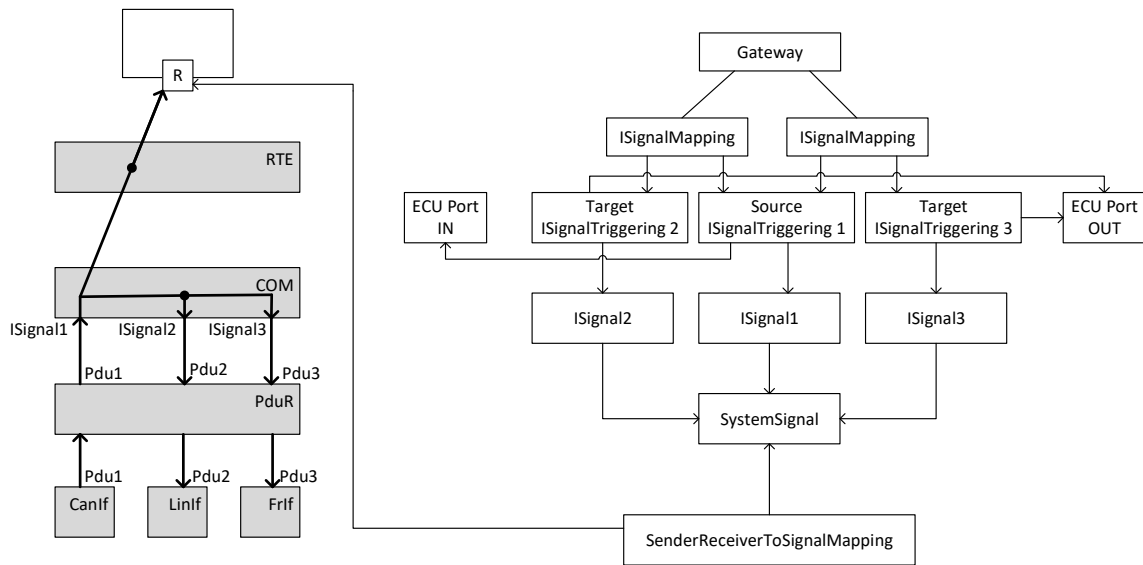 R
RTE
COM
ISignal1
ISignal2
ISignal3
Pdu1
Pdu2
Pdu3
PduR
Pdu1
Pdu2
Pdu3
CanIf
LinIf
FrIf
Gateway
ISignalMapping
ISignalMapping
ECU Port
IN
Target
ISignalTriggering 2
Source
ISignalTriggering 1
Target
ISignalTriggering 3
ECU Port
OUT
ISignal2
ISignal1
ISignal3
SystemSignal
SenderReceiverToSignalMapping